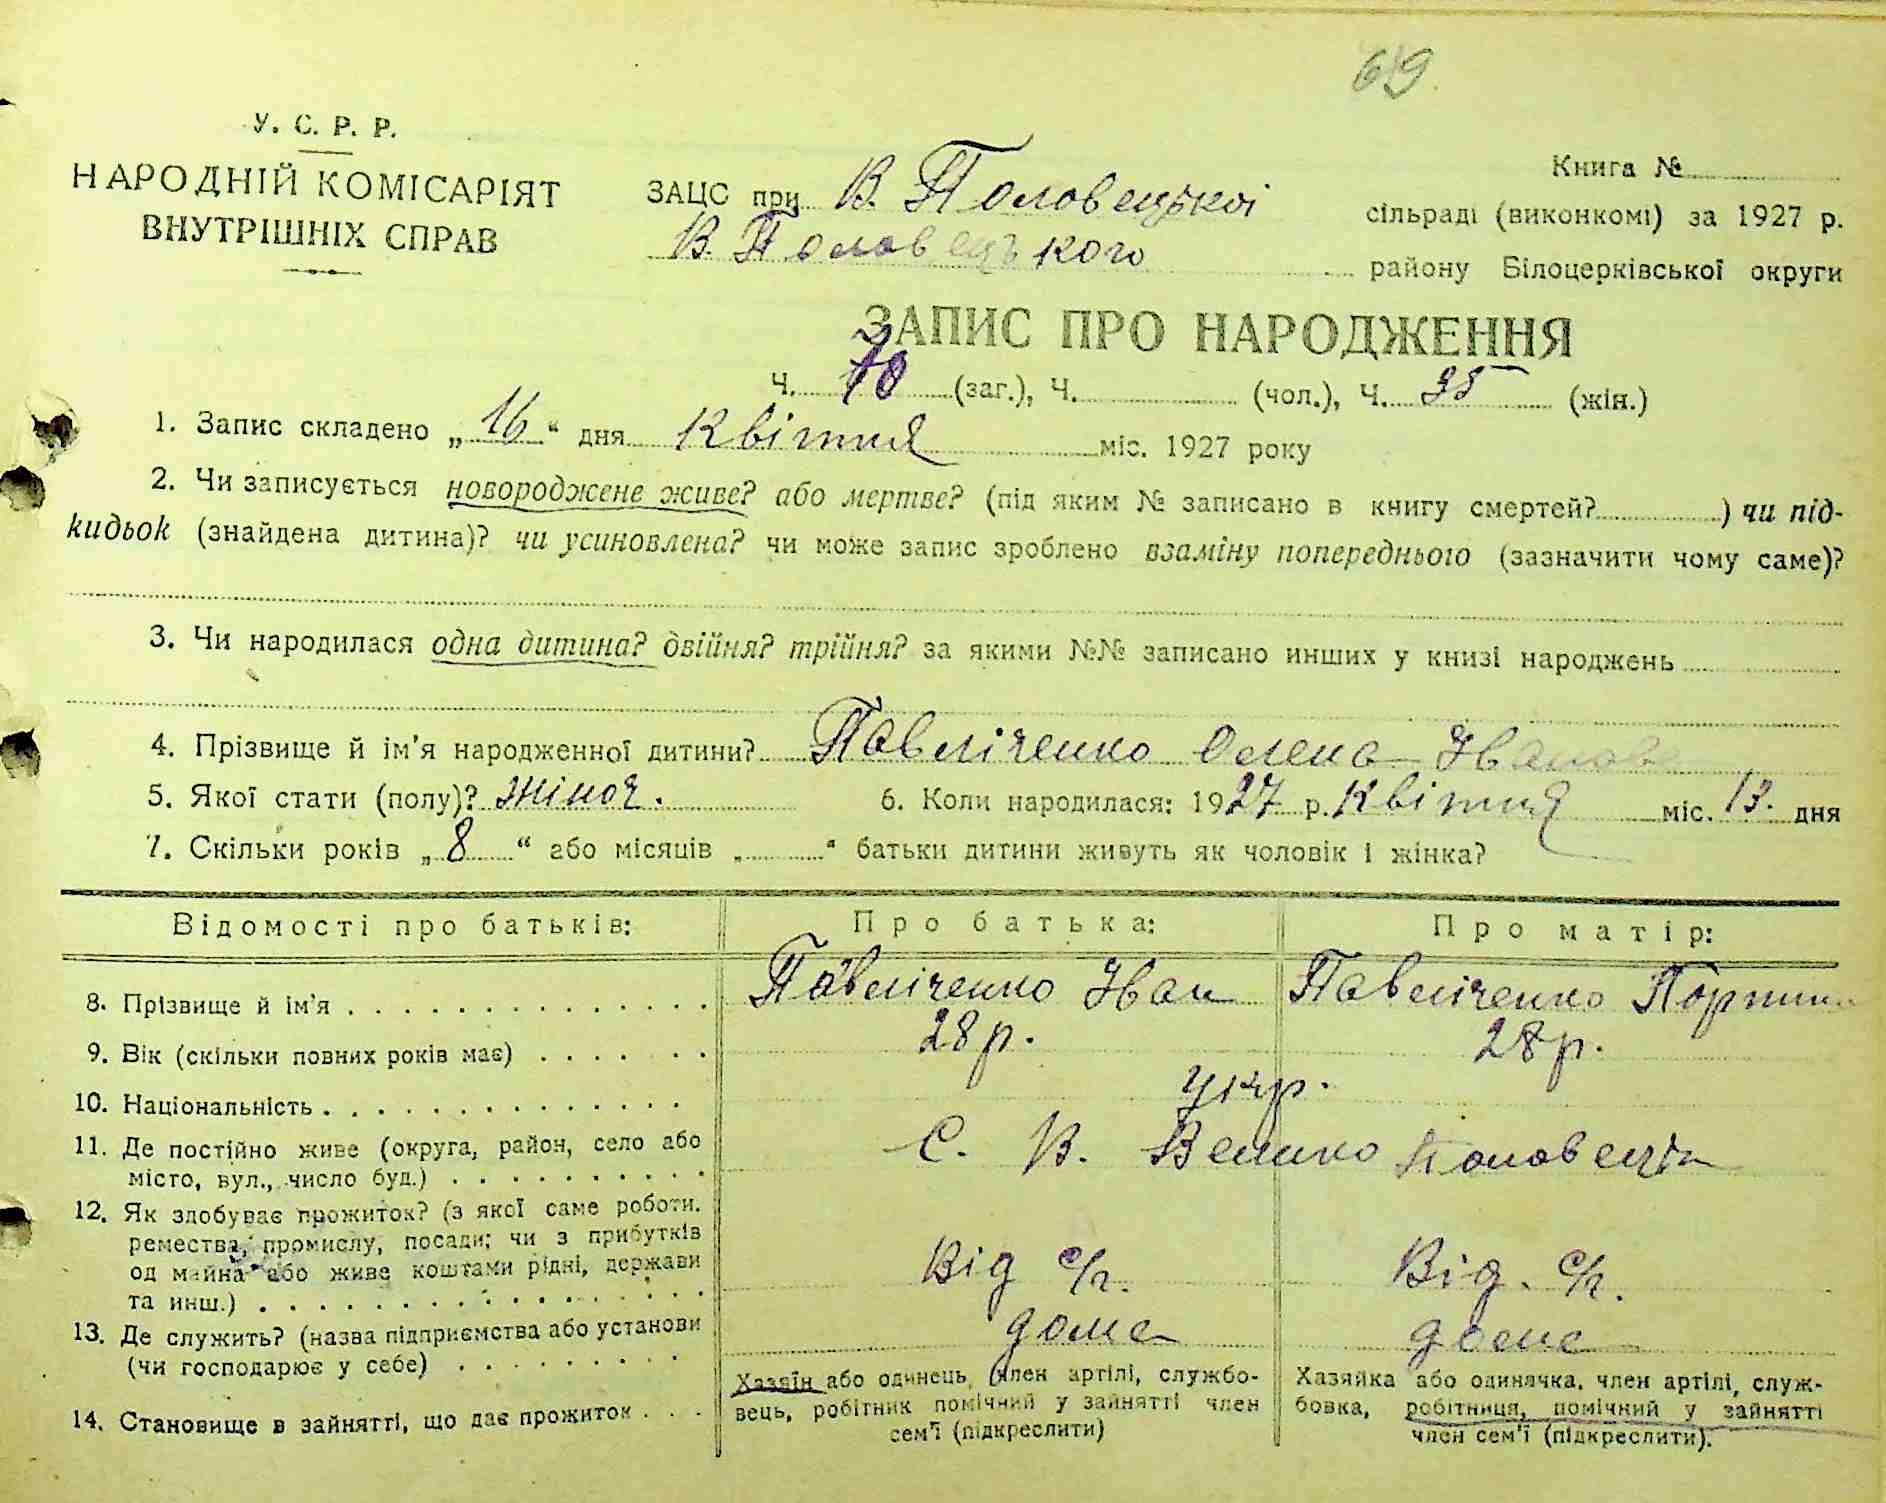 69.
У. С. Р. Р.
НАРОДНІЙ КОМІСАРІЯТ
ВНУТРІШНІХ СПРАВ
Книга №
ЗАЦС при В. Половецькій сільраді (виконкомі) за 1927 р.
В. Половецького району Білоцерківської округи
ЗАПИС ПРО НАРОДЖЕННЯ
Ч. 70 (заг.), Ч. (чол.), Ч. 35 (жін.)
1. Запис складено „16“ дня Квітня міс. 1927 року
2. Чи записується новороджене живе? або мертве? (під яким № записано в книгу смертей?) чи під-
кидьок (знайдена дитина)? чи усиновлена? чи може запис зроблено взаміну попереднього (зазначити чому саме)?
3. Чи народилася одна дитина? двійня? трійня? за якими №№ записано инших у книзі народжень
4. Прізвище й ім'я народженної дитини? Павліченко Олена Іванова
5. Якої стати (полу)? жіноч. 6. Коли народилася: 1927 р. Квітня міс. 13. дня
7. Скільки років „8“ або місяців „ “ батьки дитини живуть як чоловік і жінка?
Відомості про батьків: Про батька: Про матір:
8. Прізвище й ім'я Павліченко Іван Павліченко
9. Вік (скільки повних років має) 28 р. 28 р.
10. Національність укр.
11. Де постійно живе (округа, район, село або
місто, вул., число буд.) С. В. Велико Половецьк
12. Як здобуває прожиток? (з якої саме роботи.
ремества, промислу, посади; чи з прибутків
од майна або живе коштами рідні, держави
та инш.) Від с/г. Від. с/г.
13. Де служить? (назва підприємства або установи
(чи господарює у себе) дома дома
14. Становище в зайнятті, що дає прожиток
Хазяїн або одинець, член артілі, службо-
вець, робітник помічний у зайнятті член
сем'ї (підкреслити)
Хазяйка або одиначка, член артілі, служ-
бовка, робітниця, помічний у зайнятті
член сем'ї (підкреслити).